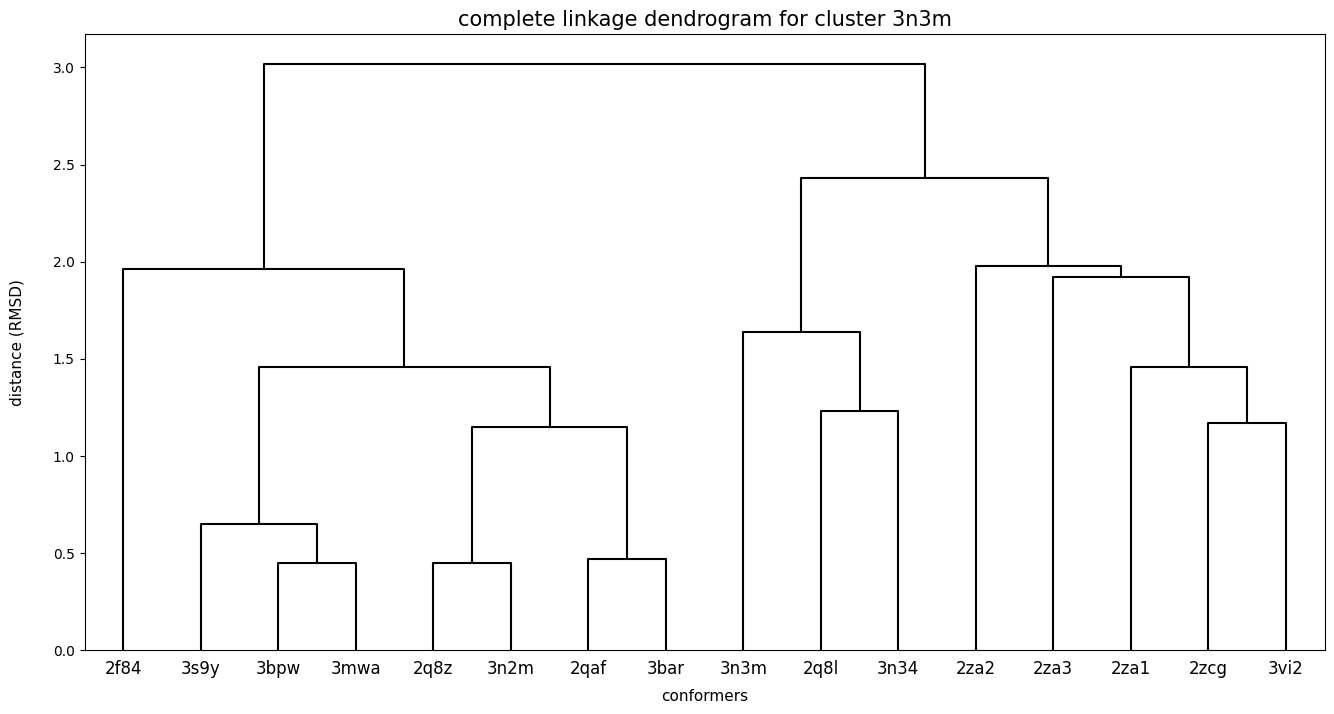 complete linkage dendrogram for cluster 3n3m
3.0
2.5
2.0
1.5
1.0
0.5
0.0
distance (RMSD)
2f84 3s9y 3bpw 3mwa 2q8z 3n2m 2qaf 3bar 3n3m 2q8l 3n34 2za2 2za3 2za1 2zcg 3vi2
conformers